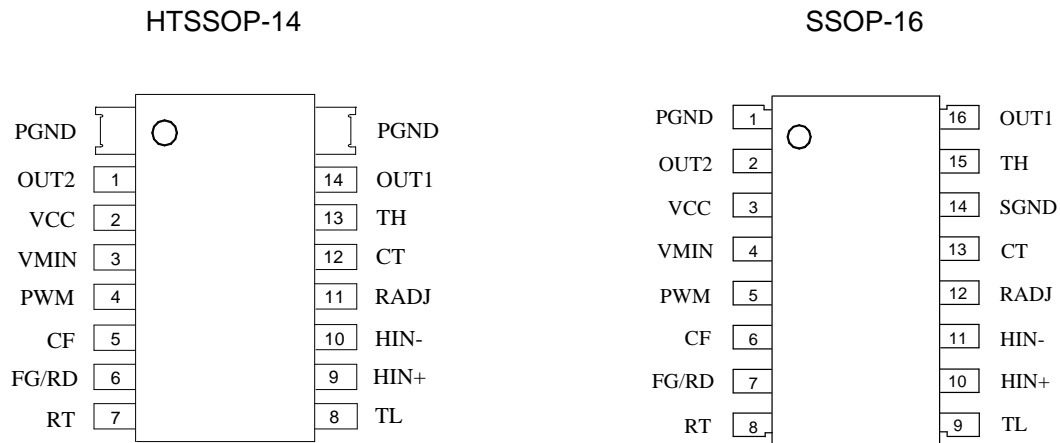 HTSSOP-14
PGND PGND
OUT2 1 14 OUT1
VCC 2 13 TH
VMIN 3 12 CT
PWM 4 11 RADJ
CF 5 10 HIN-
FG/RD 6 9 HIN+
RT 7 8 TL
SSOP-16
PGND 1 16 OUT1
OUT2 2 15 TH
VCC 3 14 SGND
VMIN 4 13 CT
PWM 5 12 RADJ
CF 6 11 HIN-
FG/RD 7 10 HIN+
RT 8 9 TL